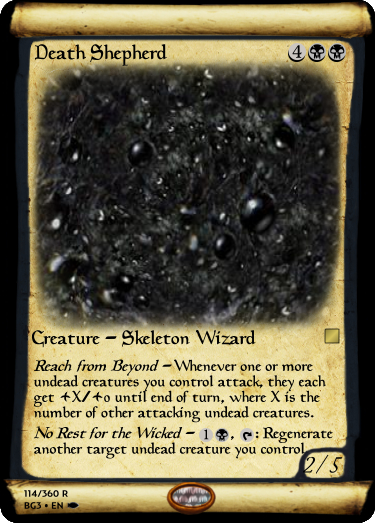 Death Shepherd 4
Creature – Skeleton Wizard
Reach from Beyond – Whenever one or more
undead creatures you control attack, they each
get +X/+0 until end of turn, where X is the
number of other attacking undead creatures.
No Rest for the Wicked – 1 , : Regenerate
another target undead creature you control.
2/5
114/360 R
BG3 • EN